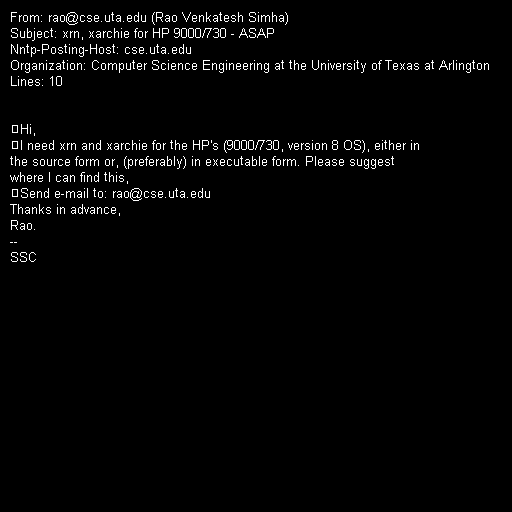 From: rao@cse.uta.edu (Rao Venkatesh Simha)
Subject: xrn, xarchie for HP 9000/730 - ASAP
Nntp-Posting-Host: cse.uta.edu
Organization: Computer Science Engineering at the University of Texas at Arlington
Lines: 10

Hi,
I need xrn and xarchie for the HP's (9000/730, version 8 OS), either in
the source form or, (preferably) in executable form. Please suggest
where I can find this,
Send e-mail to: rao@cse.uta.edu
Thanks in advance,
Rao.
--
SSC